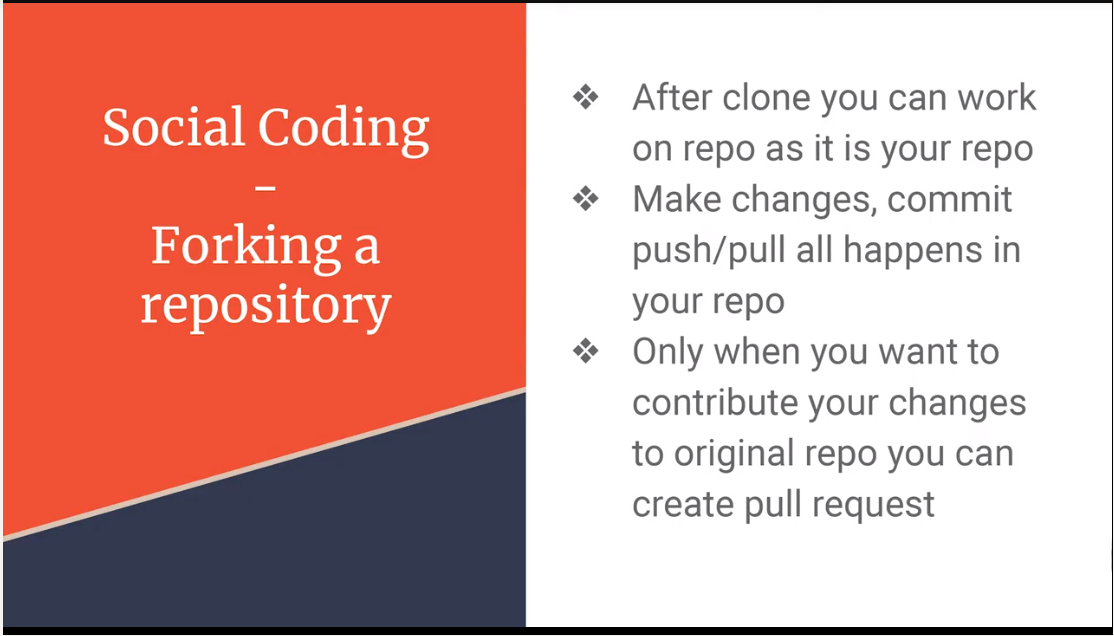 Social Coding
–
Forking a
repository
❖ After clone you can work
on repo as it is your repo
❖ Make changes, commit
push/pull all happens in
your repo
❖ Only when you want to
contribute your changes
to original repo you can
create pull request